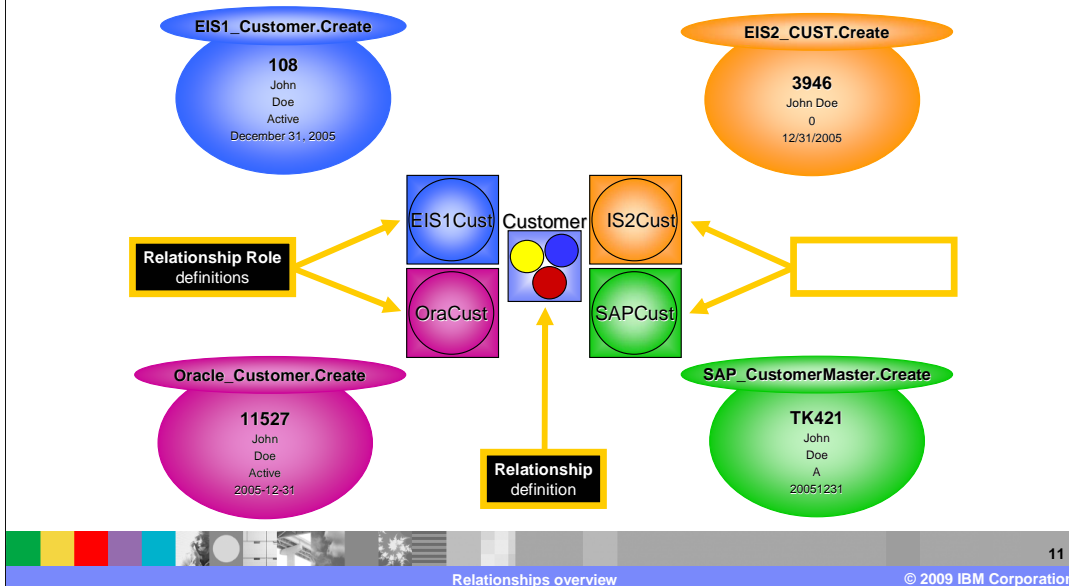 EIS1_Customer.Create
108
John
Doe
Active
December 31, 2005
EIS2_CUST.Create
3946
John Doe
0
12/31/2005
EIS1Cust
Customer
IS2Cust
Relationship Role
definitions
OraCust
SAPCust
Oracle_Customer.Create
11527
John
Doe
Active
2005-12-31
SAP_CustomerMaster.Create
TK421
John
Doe
A
20051231
Relationship
definition
11
Relationships overview
© 2009 IBM Corporation